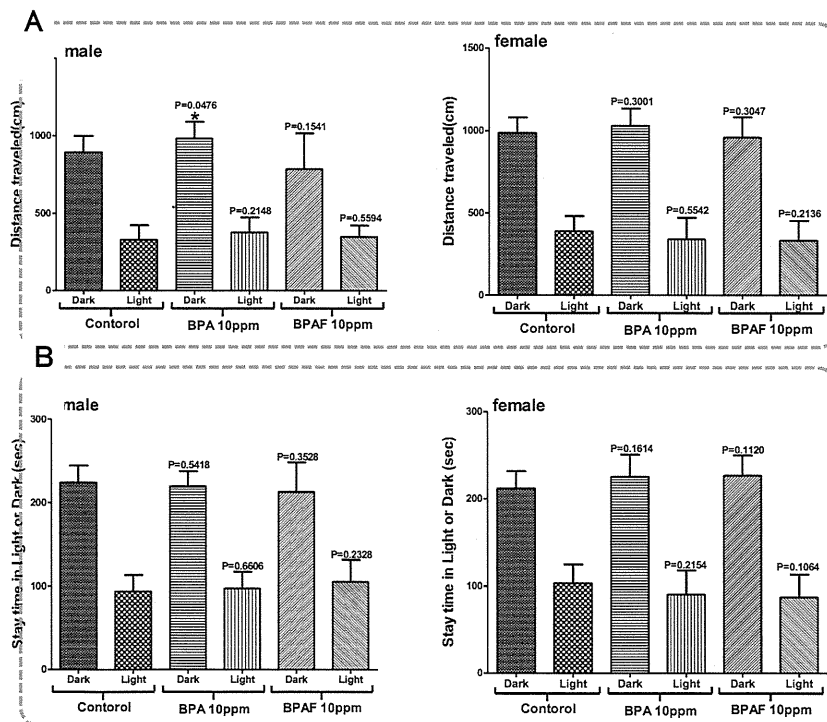 A
male
Distance traveled(cm)
1000
500
0
P=0.0476
*
P=0.2148
P=0.1541
P=0.5594
Dark Light Dark Light Dark Light
Contorol BPA 10ppm BPAF 10ppm
female
Distance traveled(cm)
1500
1000
500
0
P=0.3001
P=0.5542
P=0.3047
P=0.2136
Dark Light Dark Light Dark Light
Contorol BPA 10ppm BPAF 10ppm
B
male
Stay time in Light or Dark (sec)
300
200
100
0
P=0.5418
P=0.6606
P=0.3528
P=0.2328
Dark Light Dark Light Dark Light
Contorol BPA 10ppm BPAF 10ppm
female
Stay time in Light or Dark (sec)
300
200
100
0
P=0.1614
P=0.2154
P=0.1120
P=0.1064
Dark Light Dark Light Dark Light
Contorol BPA 10ppm BPAF 10ppm